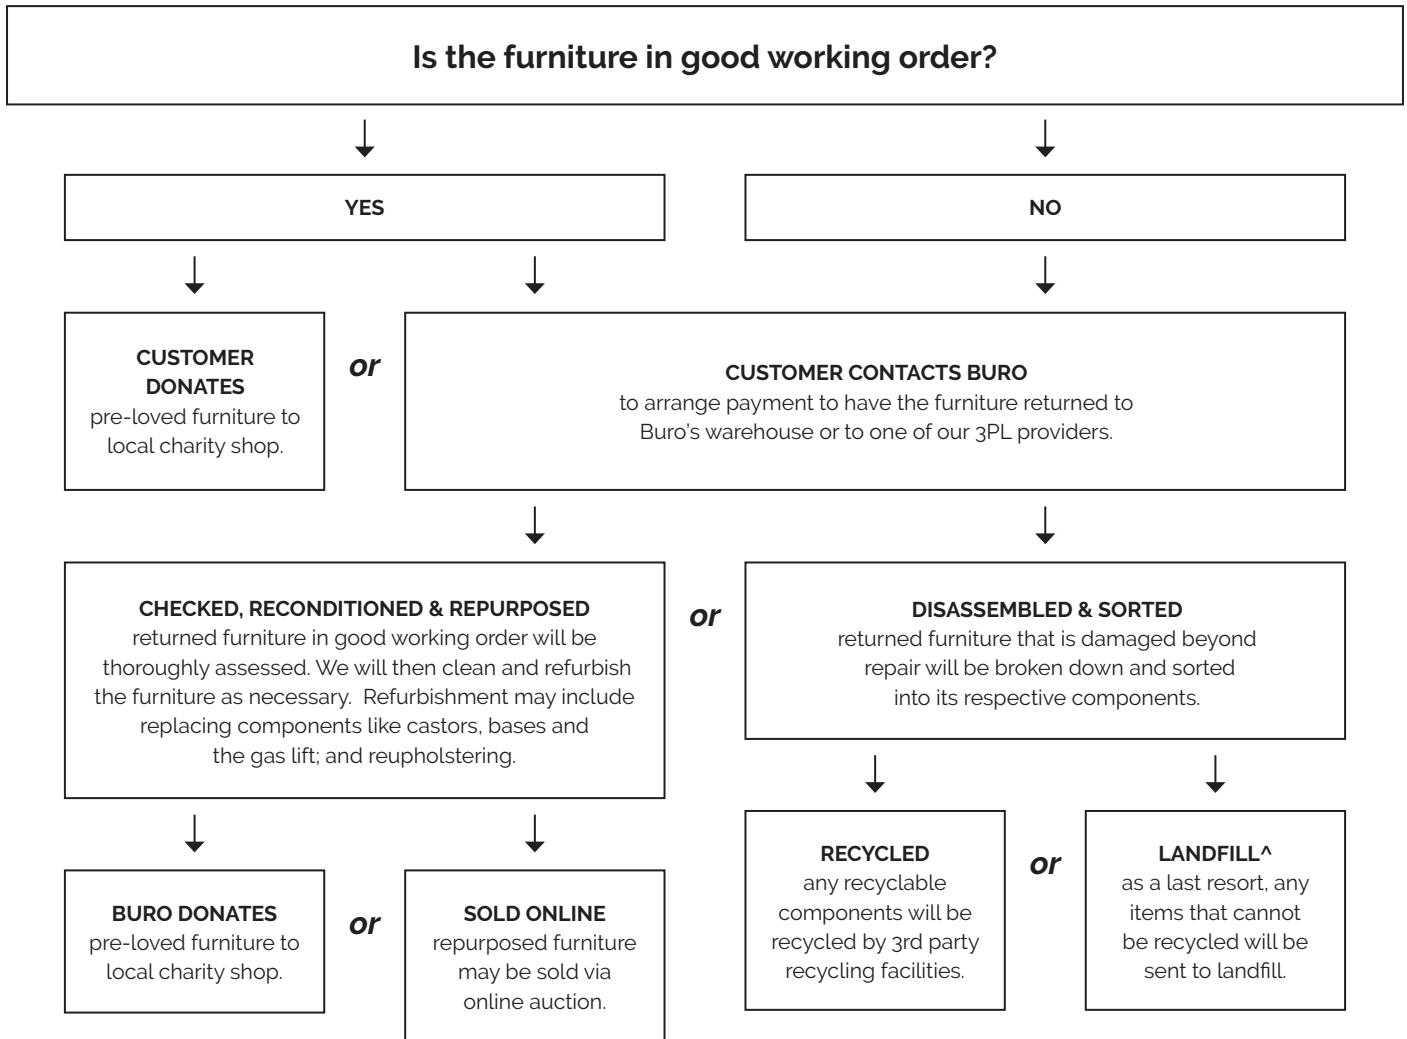 Is the furniture in good working order?
YES
NO
CUSTOMER
DONATES
pre-loved furniture to
local charity shop.
or
CUSTOMER CONTACTS BURO
to arrange payment to have the furniture returned to
Buro's warehouse or to one of our 3PL providers.
CHECKED, RECONDITIONED & REPURPOSED
returned furniture in good working order will be
thoroughly assessed. We will then clean and refurbish
the furniture as necessary.  Refurbishment may include
replacing components like castors, bases and
the gas lift; and reupholstering.
or
DISASSEMBLED & SORTED
returned furniture that is damaged beyond
repair will be broken down and sorted
into its respective components.
BURO DONATES
pre-loved furniture to
local charity shop.
or
SOLD ONLINE
repurposed furniture
may be sold via
online auction.
RECYCLED
any recyclable
components will be
recycled by 3rd party
recycling facilities.
or
LANDFILL^
as a last resort, any
items that cannot
be recycled will be
sent to landfill.